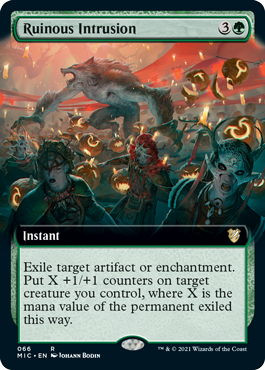 Ruinous Intrusion 3
Instant
Exile target artifact or enchantment.
Put X +1/+1 counters on target
creature you control, where X is the
mana value of the permanent exiled
this way.
066 R
MIC • EN Johann Bodin ™ & © 2021 Wizards of the Coast